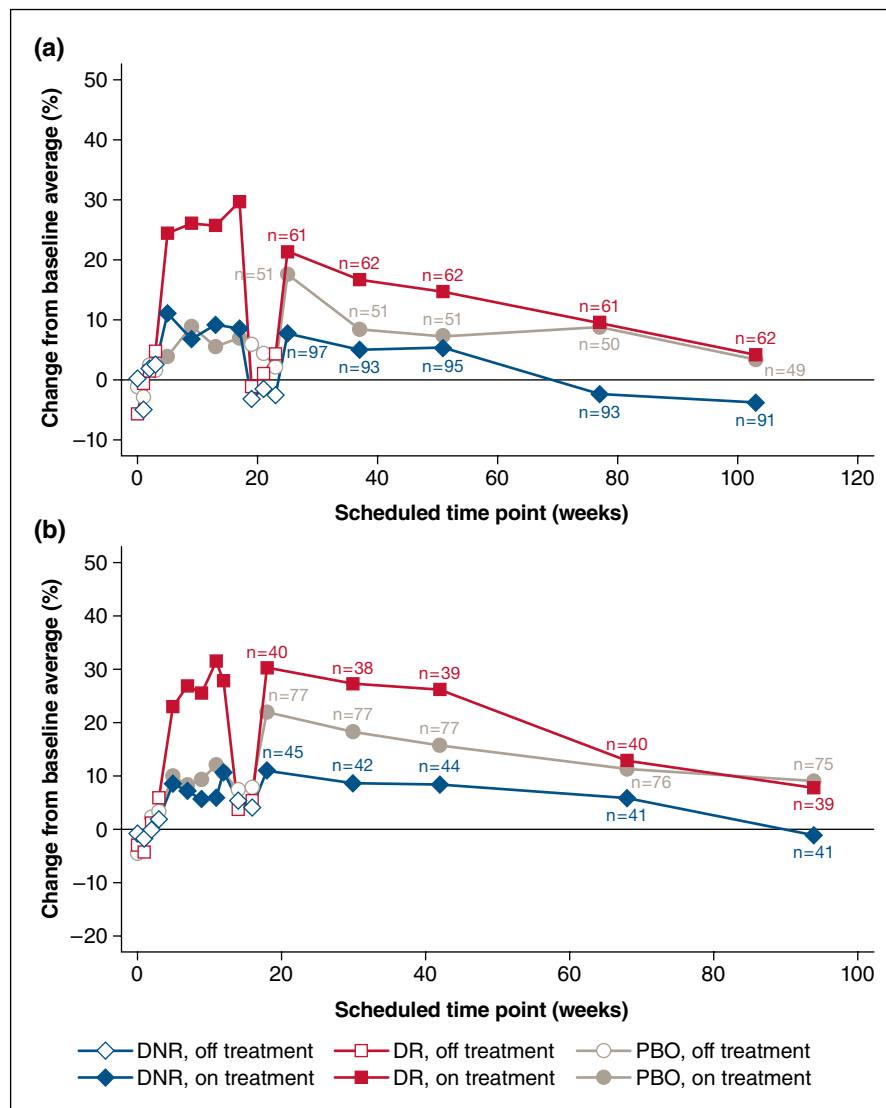 (a)
Change from baseline average (%)
50
40
30
20
10
0
−10
n=61
n=62
n=62
n=61
n=62
n=51
n=51
n=51
n=50
n=49
n=97
n=93
n=95
n=93
n=91
0 20 40 60 80 100 120
Scheduled time point (weeks)
(b)
Change from baseline average (%)
50
40
30
20
10
0
−10
−20
n=40
n=38
n=39
n=40
n=39
n=77
n=77
n=77
n=76
n=75
n=45
n=42
n=44
n=41
n=41
0 20 40 60 80 100
Scheduled time point (weeks)
DNR, off treatment DR, off treatment PBO, off treatment
DNR, on treatment DR, on treatment PBO, on treatment